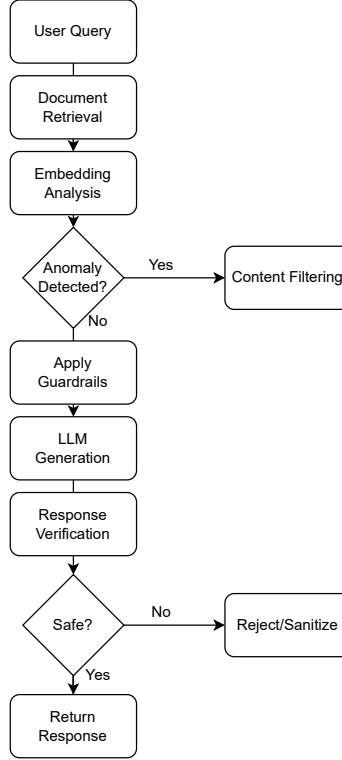 User Query
Document
Retrieval
Embedding
Analysis
Anomaly
Detected?
Yes
Content Filtering
No
Apply
Guardrails
LLM
Generation
Response
Verification
Safe?
No
Reject/Sanitize
Yes
Return
Response